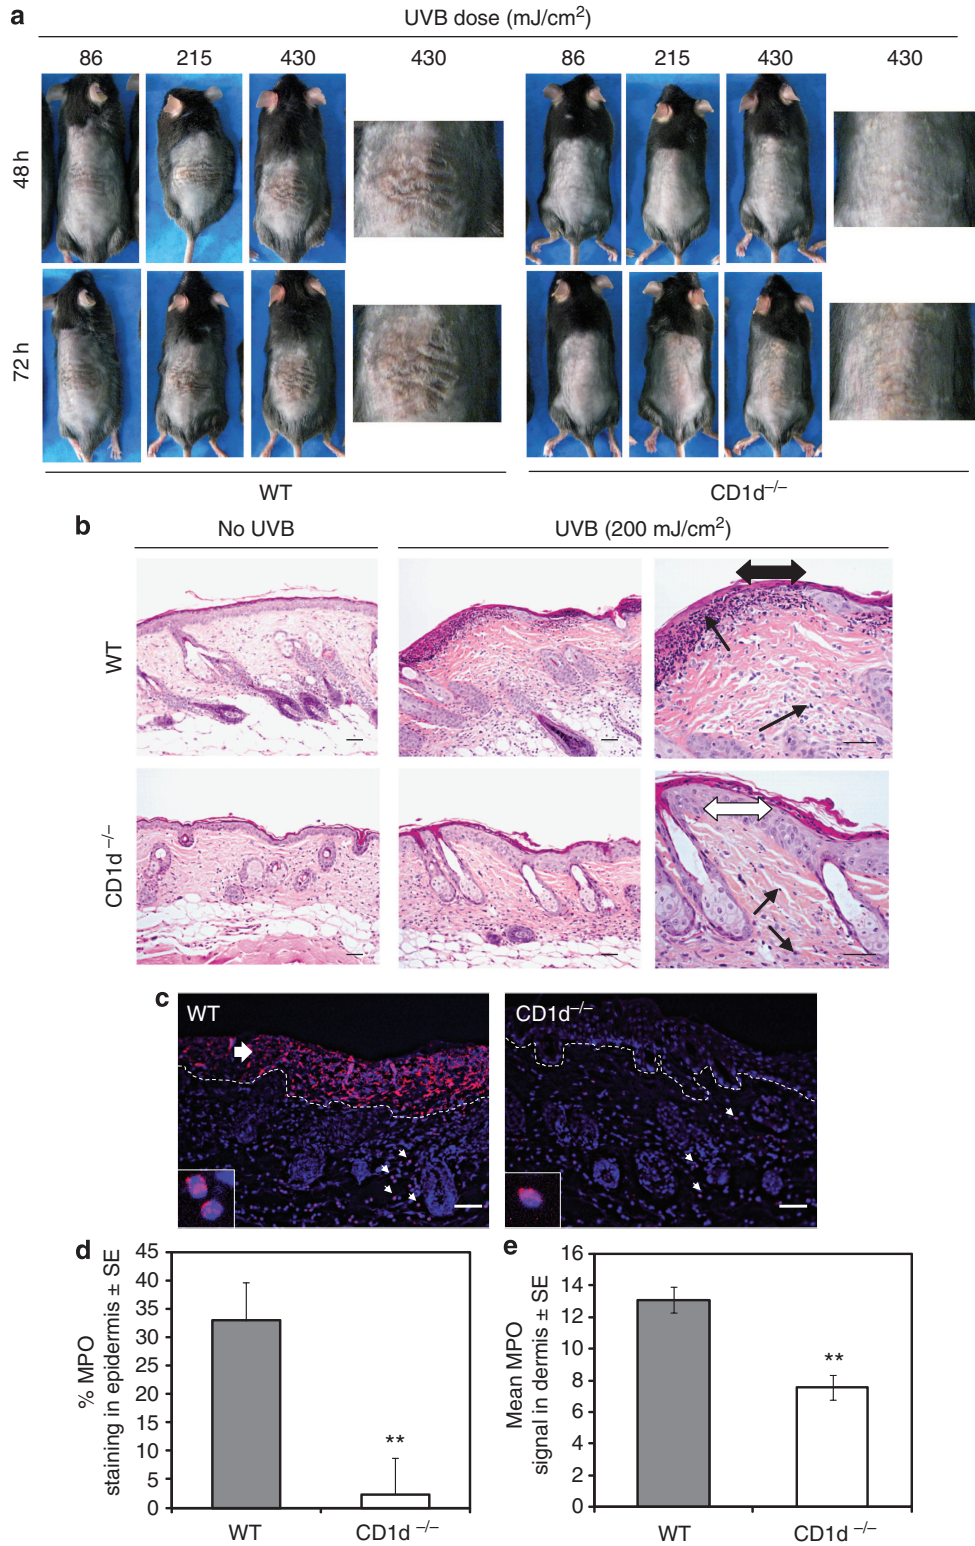 a
UVB dose (mJ/cm²)
86 215 430 430 86 215 430 430
48 h
72 h
WT CD1d⁻/⁻
b
No UVB UVB (200 mJ/cm²)
WT
CD1d⁻/⁻
c
WT CD1d⁻/⁻
d
% MPO
staining in epidermis ± SE
45
40
35
30
25
20
15
10
5
0
**
WT CD1d⁻/⁻
e
Mean MPO
signal in dermis ± SE
16
14
12
10
8
6
4
2
0
**
WT CD1d⁻/⁻